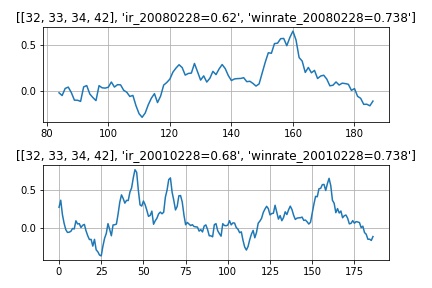 [[32, 33, 34, 42], 'ir_20080228=0.62', 'winrate_20080228=0.738']
0.5
0.0
80 100 120 140 160 180
[[32, 33, 34, 42], 'ir_20010228=0.68', 'winrate_20010228=0.738']
0.5
0.0
0 25 50 75 100 125 150 175